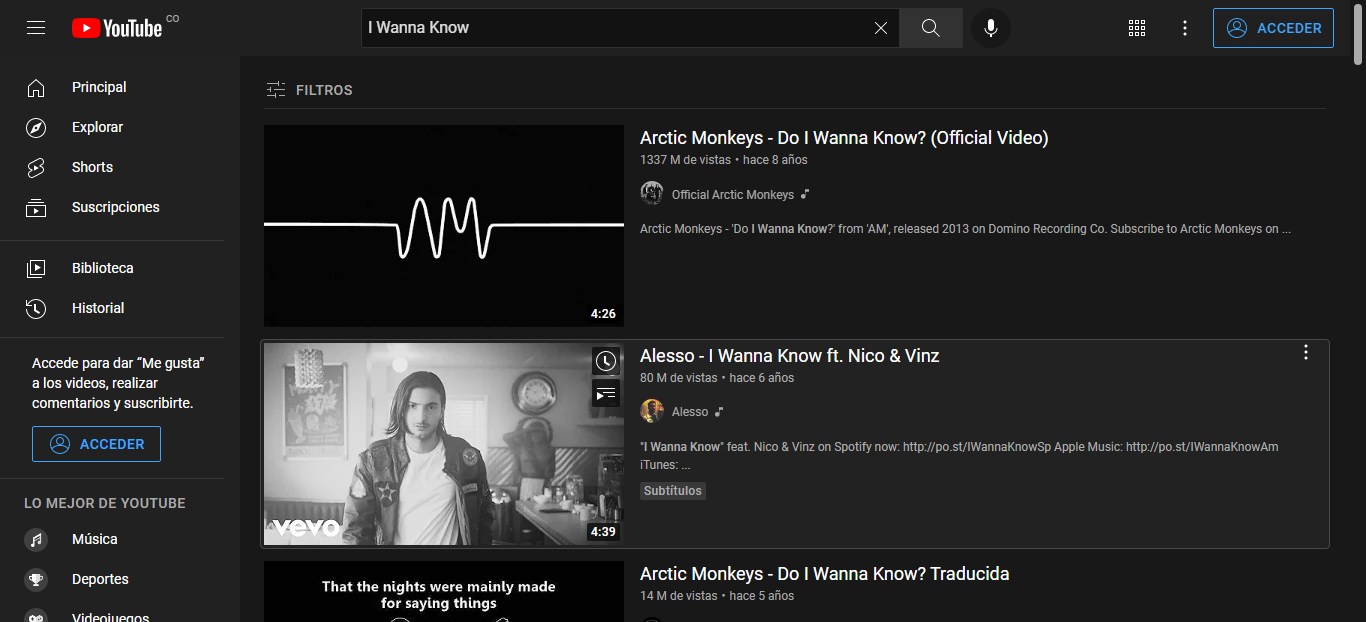 YouTube CO
I Wanna Know
ACCEDER
Principal
Explorar
Shorts
Suscripciones
Biblioteca
Historial
Accede para dar “Me gusta”
a los videos, realizar
comentarios y suscribirte.
ACCEDER
LO MEJOR DE YOUTUBE
Música
Deportes
Videojuegos
FILTROS
4:26
Arctic Monkeys - Do I Wanna Know? (Official Video)
1337 M de vistas • hace 8 años
Official Arctic Monkeys
Arctic Monkeys - 'Do I Wanna Know?' from 'AM', released 2013 on Domino Recording Co. Subscribe to Arctic Monkeys on ...
vevo
4:39
Alesso - I Wanna Know ft. Nico & Vinz
80 M de vistas • hace 6 años
Alesso
"I Wanna Know" feat. Nico & Vinz on Spotify now: http://po.st/IWannaKnowSp Apple Music: http://po.st/IWannaKnowAm
iTunes: ...
Subtítulos
That the nights were mainly made
for saying things
Arctic Monkeys - Do I Wanna Know? Traducida
14 M de vistas • hace 5 años